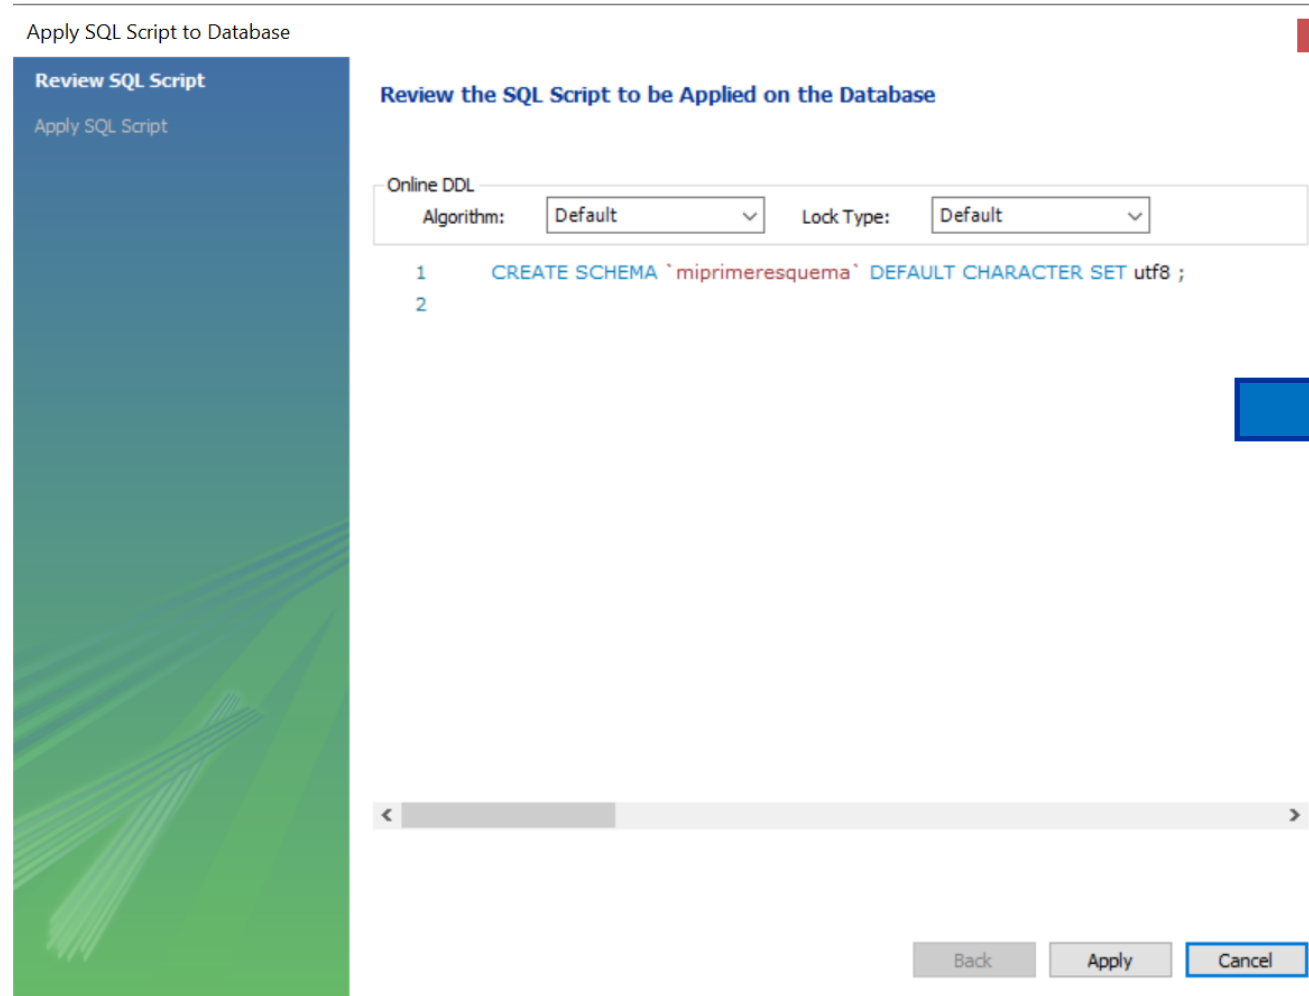 Apply SQL Script to Database
Review SQL Script
Apply SQL Script
Review the SQL Script to be Applied on the Database
Online DDL
Algorithm: Default Lock Type: Default
1 CREATE SCHEMA `miprimeresquema` DEFAULT CHARACTER SET utf8 ;
2
Back Apply Cancel